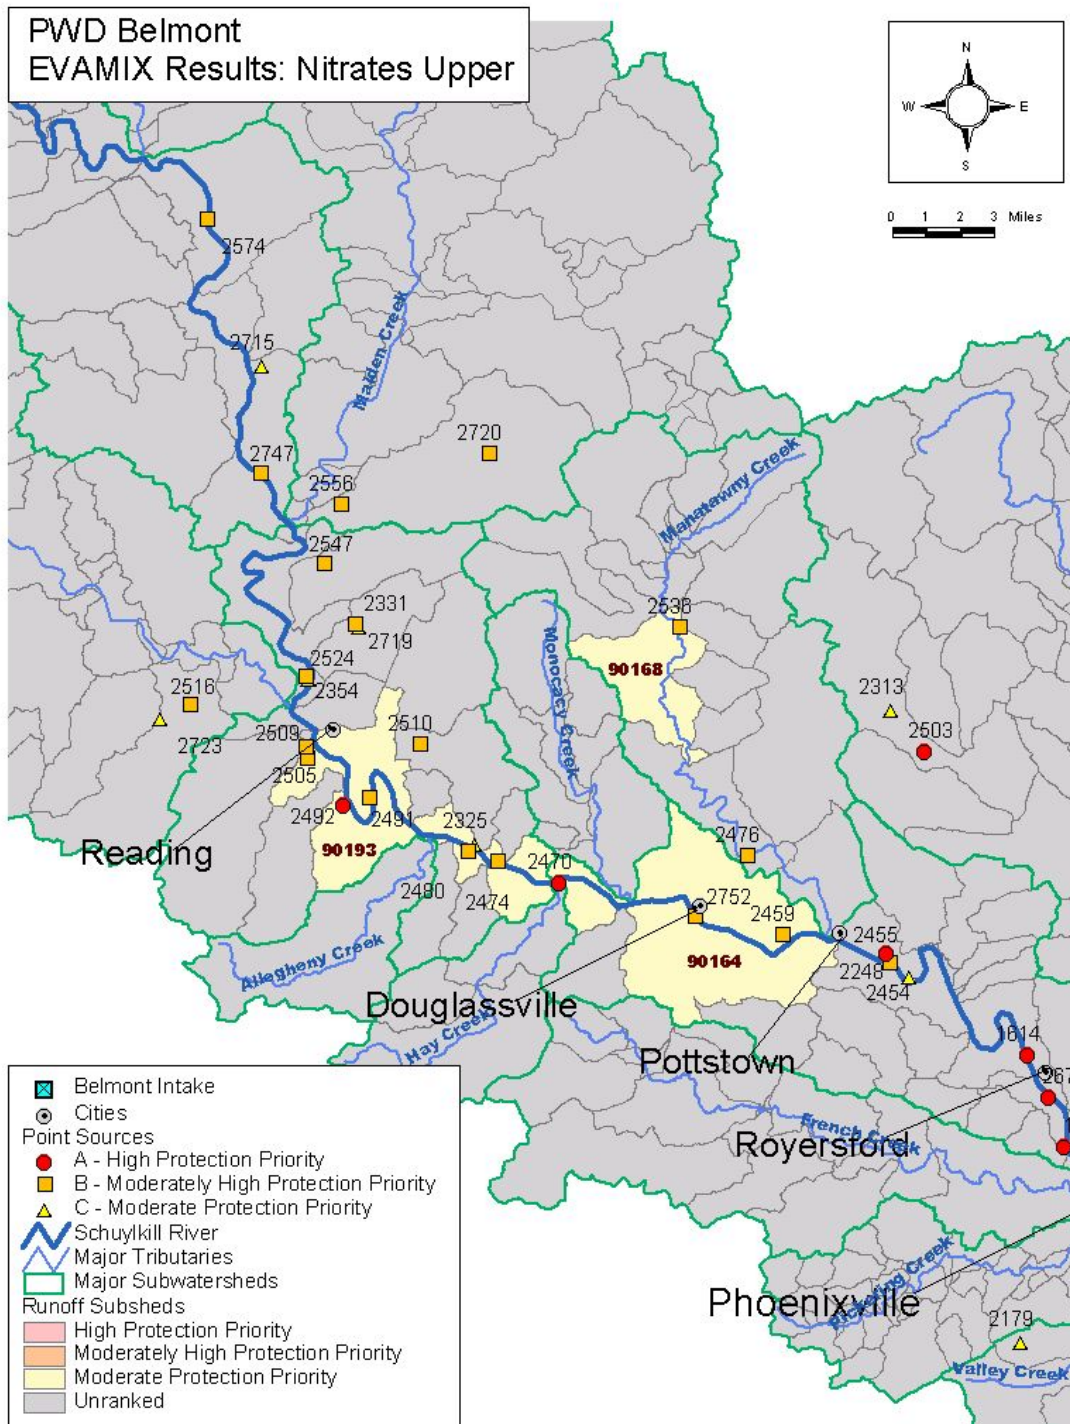 PWD Belmont
EVAMIX Results: Nitrates Upper
N
W
E
S
0 1 2 3 Miles
2574
2715
Maiden Creek
2747
2720
2556
Manatawny Creek
2547
2331
2538
2719
Monocacy Creek
2524
90168
2354
2516
2313
2510
2503
2723
2509
2505
2492
2491
2325
2476
Reading
90193
2470
2480
2474
2752
2459
2455
Allegheny Creek
90164
2248
2454
Douglassville
Hay Creek
1614
Pottstown
267
French Creek
Royersford
Pickering Creek
Phoenixville
2179
Valley Creek
Belmont Intake
Cities
Point Sources
A - High Protection Priority
B - Moderately High Protection Priority
C - Moderate Protection Priority
Schuylkill River
Major Tributaries
Major Subwatersheds
Runoff Subsheds
High Protection Priority
Moderately High Protection Priority
Moderate Protection Priority
Unranked